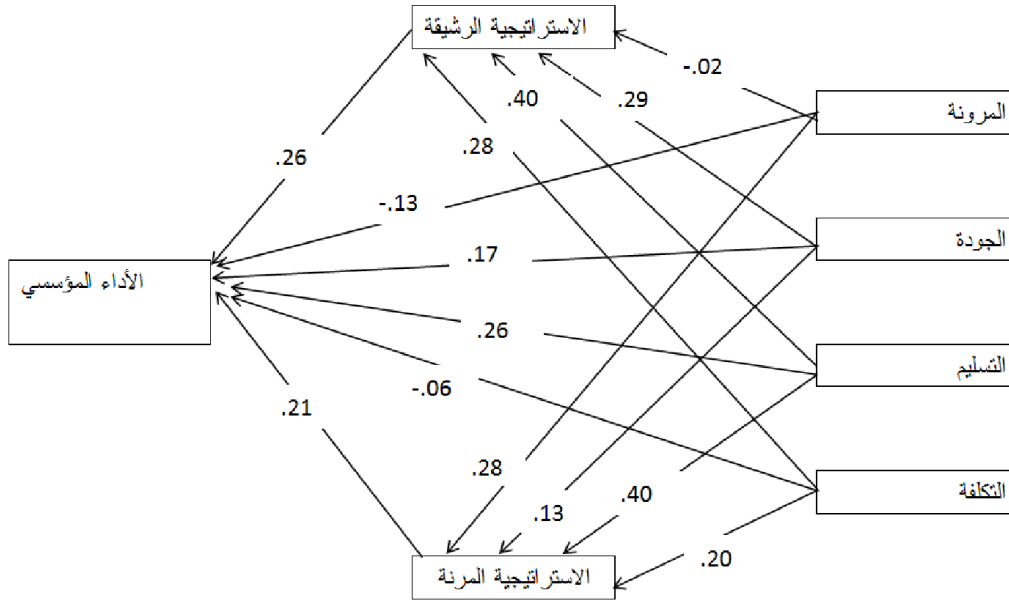 الاستراتيجية الرشيقة
-.02
.40
.29
المرونة
.28
.26
-.13
الجودة
.17
الأداء المؤسسي
.26
التسليم
-.06
.21
.28
التكلفة
.40
.13
.20
الاستراتيجية المرنة